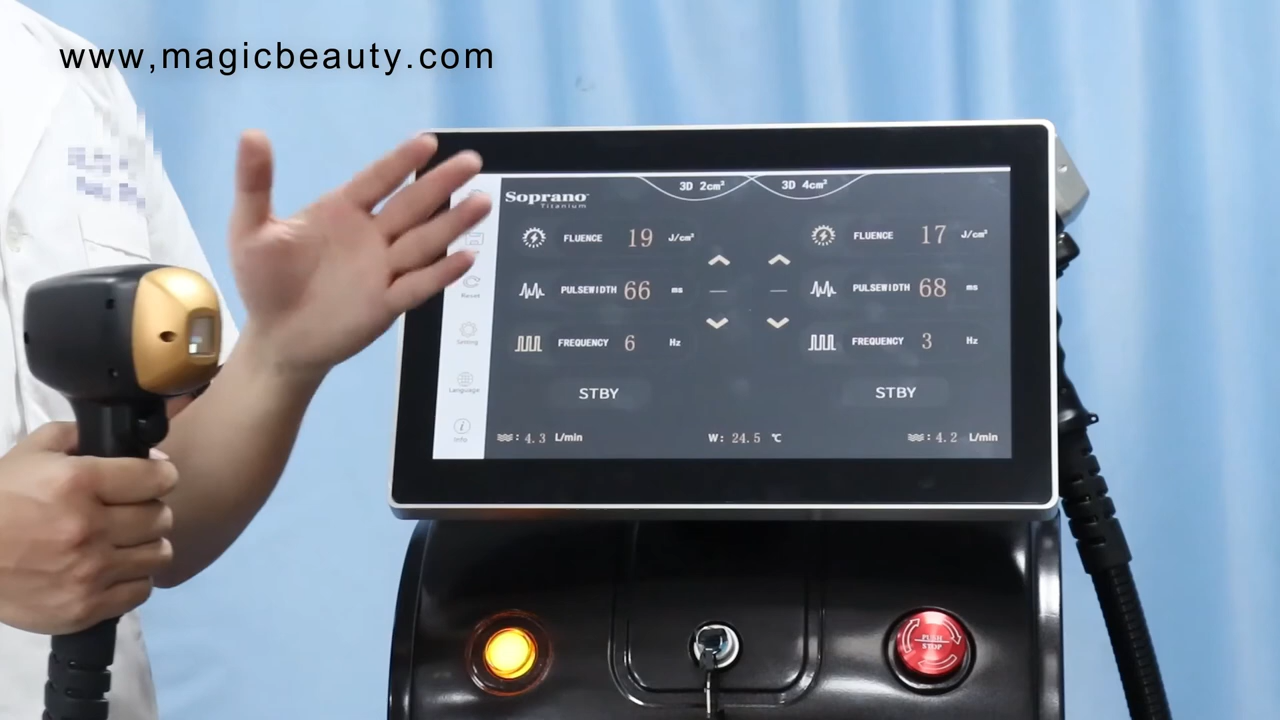 www,magicbeauty.com
3D 2cm² 3D 4cm²
Soprano
Titanium
FLUENCE 19 J/cm² FLUENCE 17 J/cm²
PULSEWIDTH 66 ms PULSEWIDTH 68 ms
Reset
FREQUENCY 6 Hz FREQUENCY 3 Hz
Setting
STBY STBY
Language
Info
: 4.3 L/min W: 24.5 ℃ : 4.2 L/min
PUSH
STOP